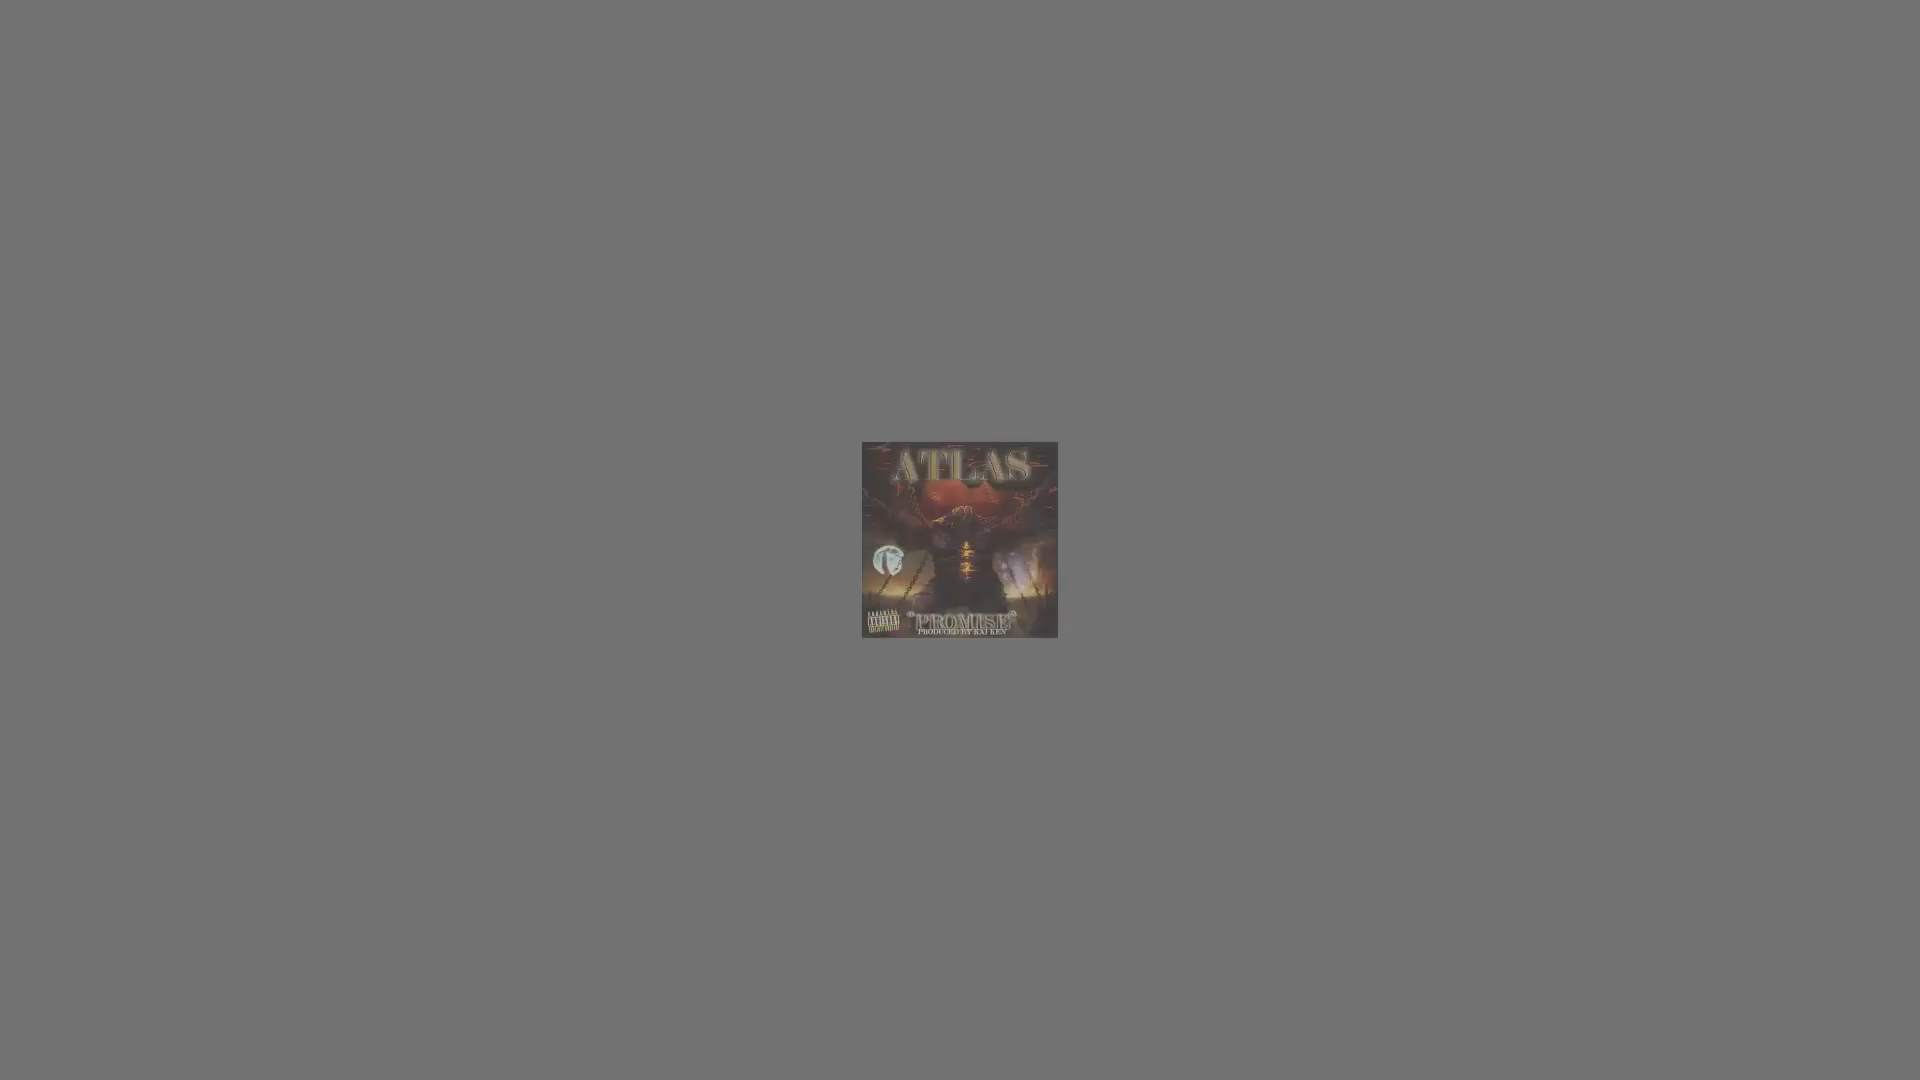 ATLAS
"PROMISE"
PRODUCED BY KAI KEN